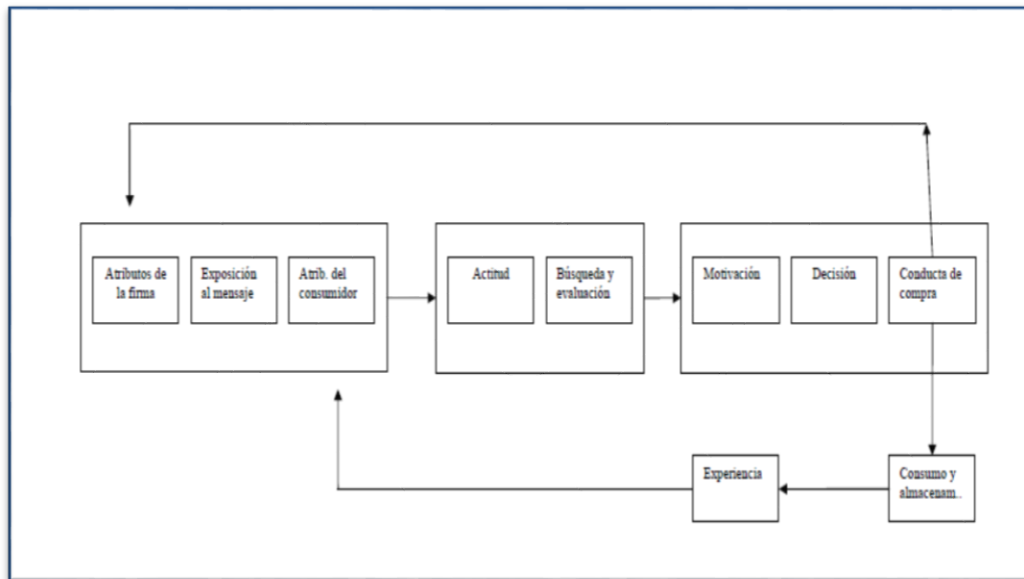 Atributos de
la firma
Exposición
al mensaje
Atrib. del
consumidor
Actitud
Búsqueda y
evaluación
Motivación
Decisión
Conducta de
compra
Experiencia
Consumo y
almacenam..